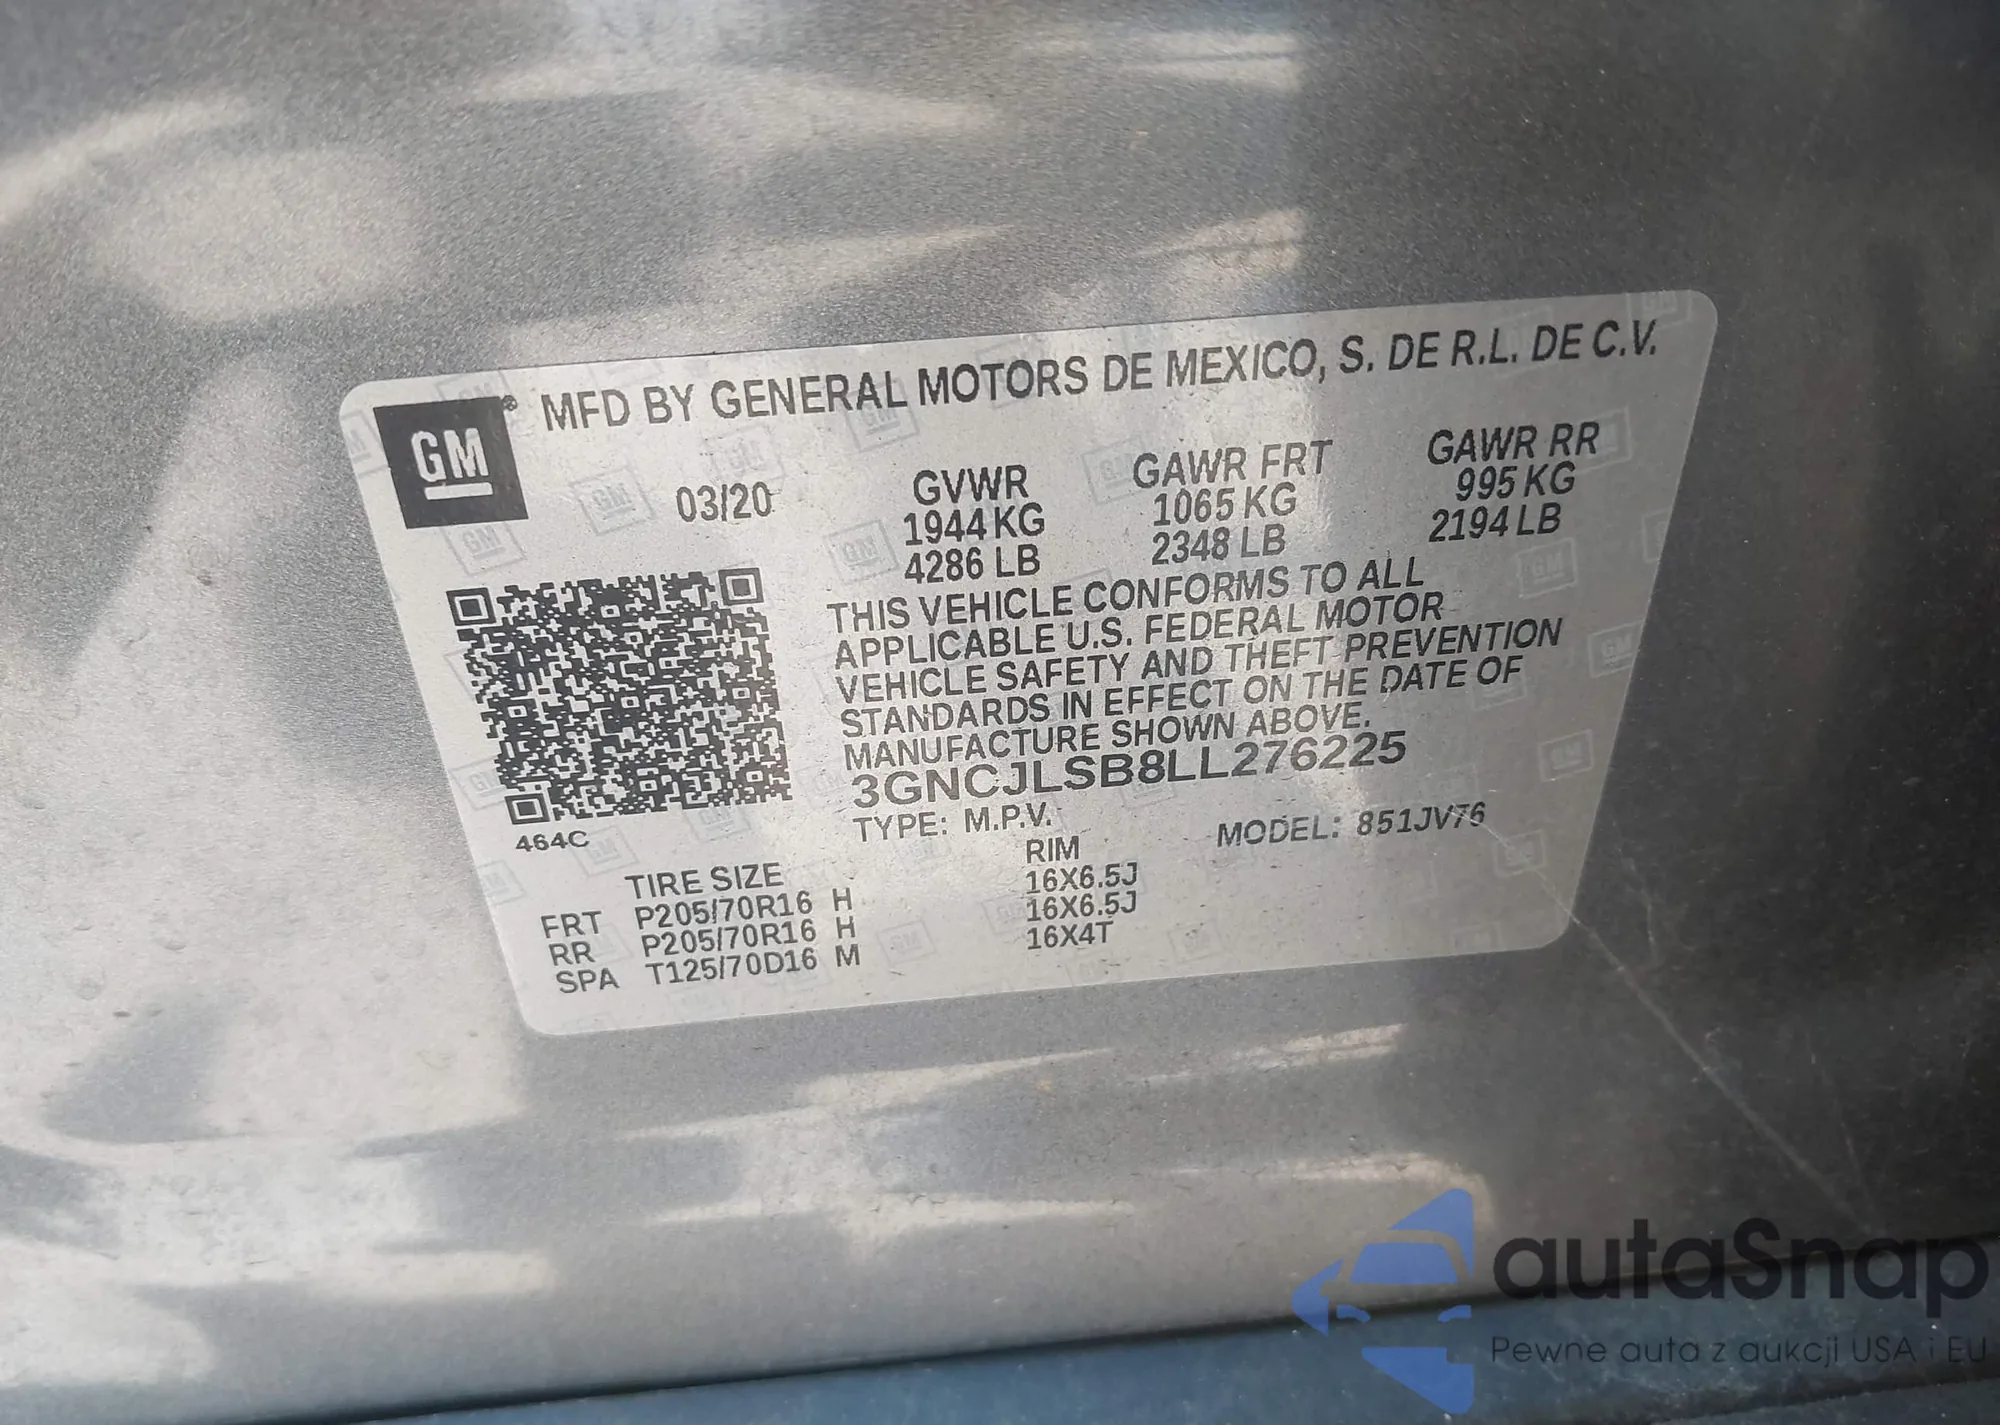 GM®
MFD BY GENERAL MOTORS DE MEXICO, S. DE R.L. DE C.V.
03/20
GVWR
1944 KG
4286 LB
GAWR FRT
1065 KG
2348 LB
GAWR RR
995 KG
2194 LB
THIS VEHICLE CONFORMS TO ALL
APPLICABLE U.S. FEDERAL MOTOR
VEHICLE SAFETY AND THEFT PREVENTION
STANDARDS IN EFFECT ON THE DATE OF
MANUFACTURE SHOWN ABOVE.
3GNCJLSB8LL276225
TYPE: M.P.V. MODEL: 851JV76
464C
TIRE SIZE RIM
FRT P205/70R16 H 16X6.5J
RR P205/70R16 H 16X6.5J
SPA T125/70D16 M 16X4T
autaSnap
Pewne auta z aukcji USA i EU